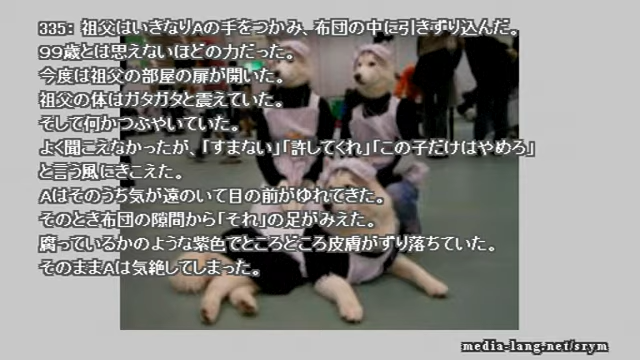 335: 祖父はいきなりAの手をつかみ、布団の中に引きずり込んだ。
99歳とは思えないほどの力だった。
今度は祖父の部屋の扉が開いた。
祖父の体はガタガタと震えていた。
そして何かつぶやいていた。
よく聞こえなかったが、「すまない」「許してくれ」「この子だけはやめろ」
と言う風にきこえた。
Aはそのうち気が遠のいて目の前がゆれてきた。
そのとき布団の隙間から「それ」の足がみえた。
腐っているかのような紫色でところどころ皮膚がずり落ちていた。
そのままAは気絶してしまった。
media-lang-net/srym